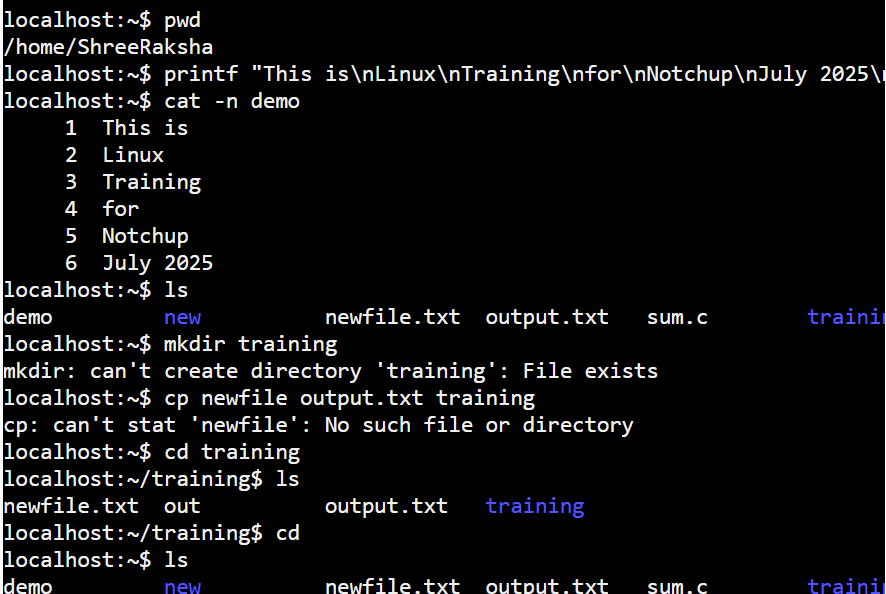 localhost:~$ pwd
/home/ShreeRaksha
localhost:~$ printf "This is\nLinux\nTraining\nfor\nNotchup\nJuly 2025\
localhost:~$ cat -n demo
1 This is
2 Linux
3 Training
4 for
5 Notchup
6 July 2025
localhost:~$ ls
demo new newfile.txt output.txt sum.c trainin
localhost:~$ mkdir training
mkdir: can't create directory 'training': File exists
localhost:~$ cp newfile output.txt training
cp: can't stat 'newfile': No such file or directory
localhost:~$ cd training
localhost:~/training$ ls
newfile.txt out output.txt training
localhost:~/training$ cd
localhost:~$ ls
demo new newfile.txt output.txt sum.c trainin